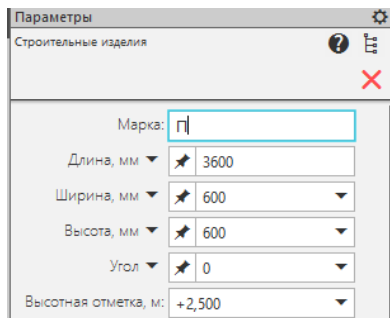 Параметры
Строительные изделия
Марка: П
Длина, мм 3600
Ширина, мм 600
Высота, мм 600
Угол 0
Высотная отметка, м: +2,500